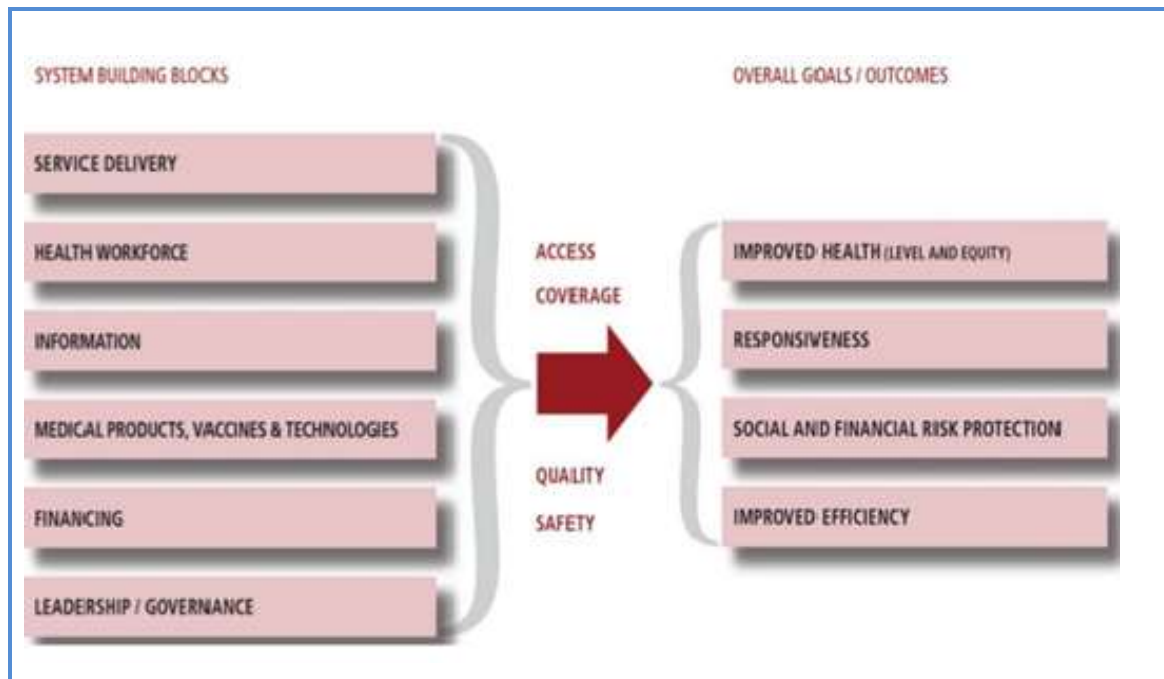 SYSTEM BUILDING BLOCKS
OVERALL GOALS / OUTCOMES
SERVICE DELIVERY
HEALTH WORKFORCE
INFORMATION
MEDICAL PRODUCTS, VACCINES & TECHNOLOGIES
FINANCING
LEADERSHIP / GOVERNANCE
ACCESS
COVERAGE
QUALITY
SAFETY
IMPROVED HEALTH (LEVEL AND EQUITY)
RESPONSIVENESS
SOCIAL AND FINANCIAL RISK PROTECTION
IMPROVED EFFICIENCY